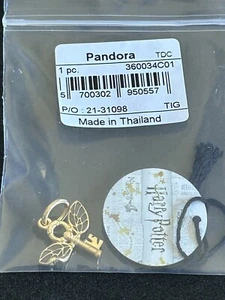 Pandora TDC
1 pc. 360034C01
5 700302 950557
P/O : 21-31098 TIG
Made in Thailand
Harry
Potter